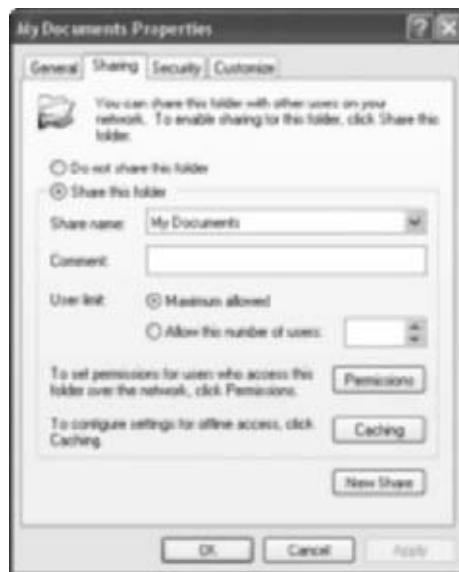 My Documents Properties
General Sharing Security Customize
You can share this folder with other users on your
network. To enable sharing for this folder, click Share this
folder.
Do not share this folder
Share this folder
Share name: My Documents
Comment:
User limit: Maximum allowed
Allow this number of users:
To set permissions for users who access this
folder over the network, click Permissions.
Permissions
To configure settings for offline access, click
Caching.
Caching
New Share
OK Cancel Apply